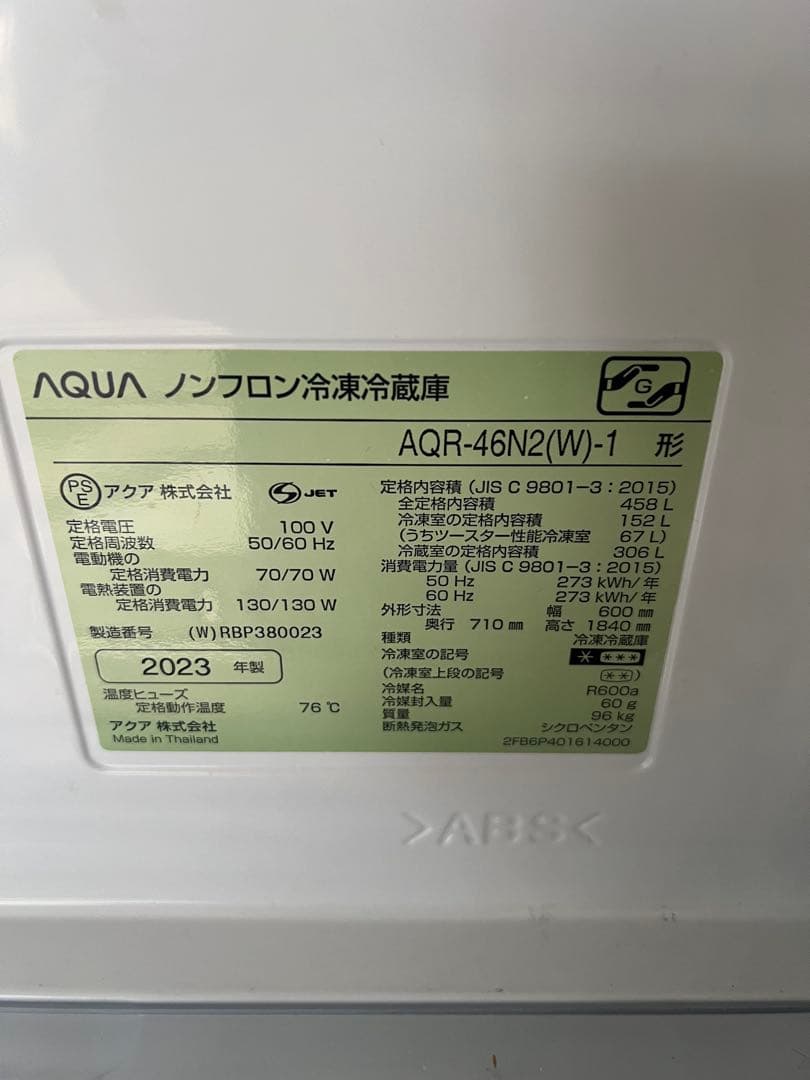 AQUA ノンフロン冷凍冷蔵庫
G
AQR-46N2(W)-1 形
PSE アクア 株式会社 S JET
定格電圧 100 V
定格周波数 50/60 Hz
電動機の
定格消費電力 70/70 W
電熱装置の
定格消費電力 130/130 W
製造番号 (W)RBP380023
2023 年製
温度ヒューズ
定格動作温度 76 ℃
アクア 株式会社
Made in Thailand
定格内容積 (JIS C 9801-3:2015)
全定格内容積 458 L
冷凍室の定格内容積 152 L
(うちツースター性能冷凍室 67 L)
冷蔵室の定格内容積 306 L
消費電力量 (JIS C 9801-3:2015)
50 Hz 273 kWh/年
60 Hz 273 kWh/年
外形寸法 幅 600 ㎜
奥行 710 ㎜ 高さ 1840 ㎜
種類 冷凍冷蔵庫
冷凍室の記号 * ***
(冷凍室上段の記号 **)
冷媒名 R600a
冷媒封入量 60 g
質量 96 kg
断熱発泡ガス シクロペンタン
2FB6P401614000
>ABS<